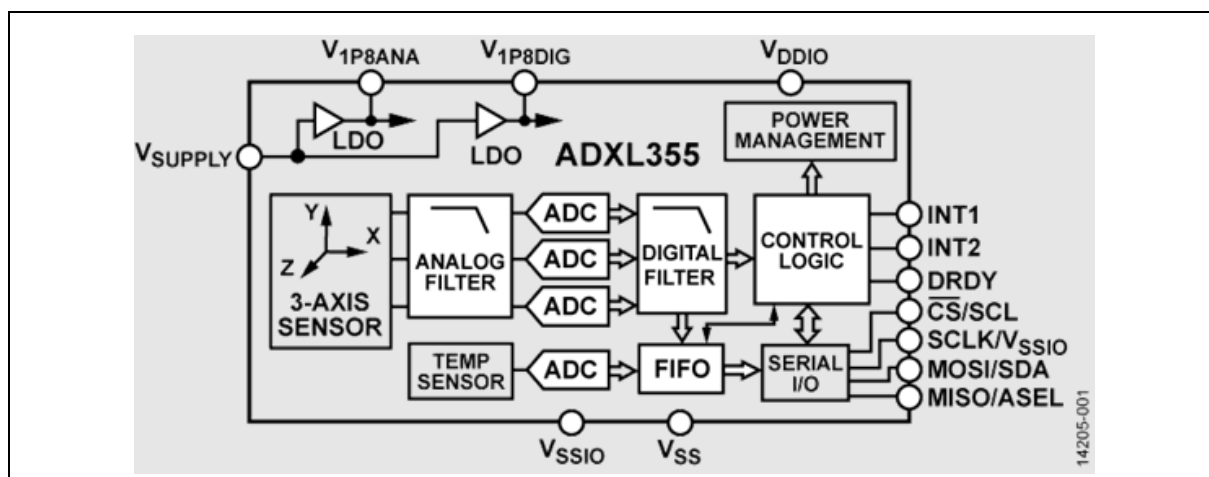 V1P8ANA
V1P8DIG
VDDIO
LDO
LDO
POWER
MANAGEMENT
VSUPPLY
ADXL355
Y
X
Z
3-AXIS
SENSOR
ANALOG
FILTER
ADC
ADC
ADC
DIGITAL
FILTER
CONTROL
LOGIC
INT1
INT2
DRDY
CS/SCL
SCLK/VSSIO
MOSI/SDA
MISO/ASEL
TEMP
SENSOR
ADC
FIFO
SERIAL
I/O
VSSIO
VSS
14205-001